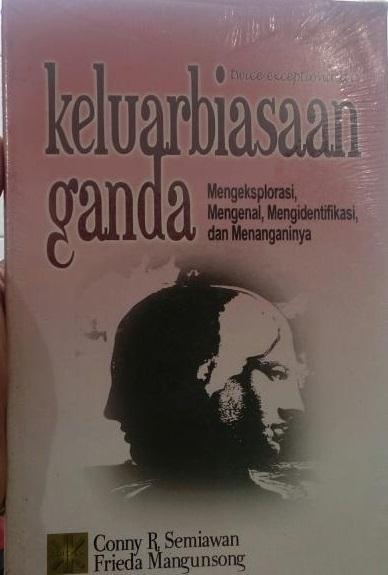 twice exceptionality
keluarbiasaan
ganda
Mengeksplorasi,
Mengenal, Mengidentifikasi,
dan Menanganinya
Conny R. Semiawan
Frieda Mangunsong